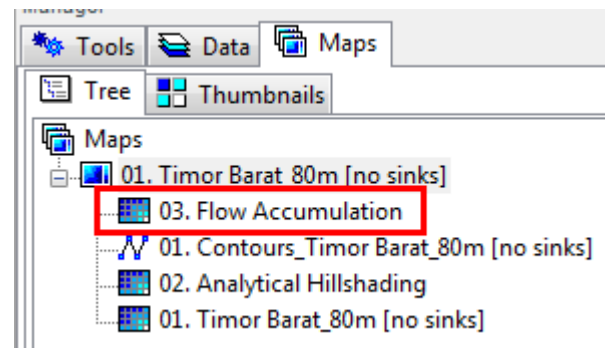 Manager
Tools Data Maps
Tree Thumbnails
Maps
01. Timor Barat_80m [no sinks]
03. Flow Accumulation
01. Contours_Timor Barat_80m [no sinks]
02. Analytical Hillshading
01. Timor Barat_80m [no sinks]